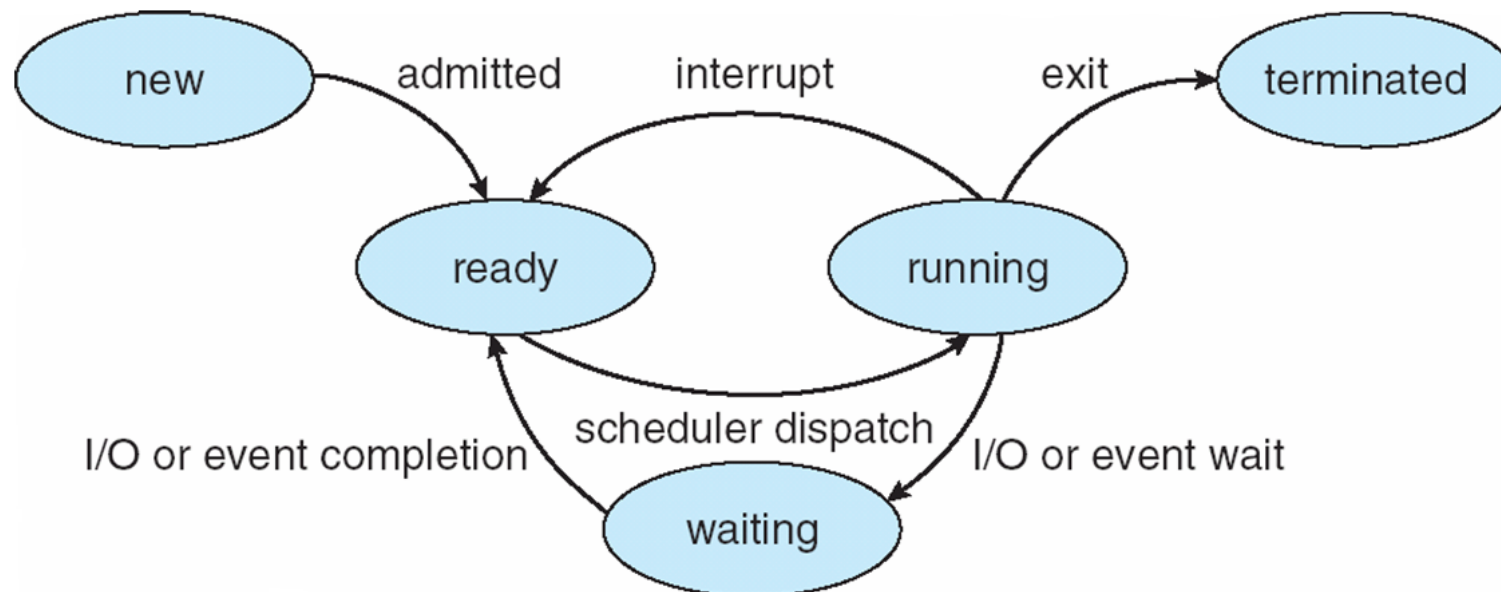 new
admitted
interrupt
exit
terminated
ready
running
scheduler dispatch
I/O or event completion
I/O or event wait
waiting